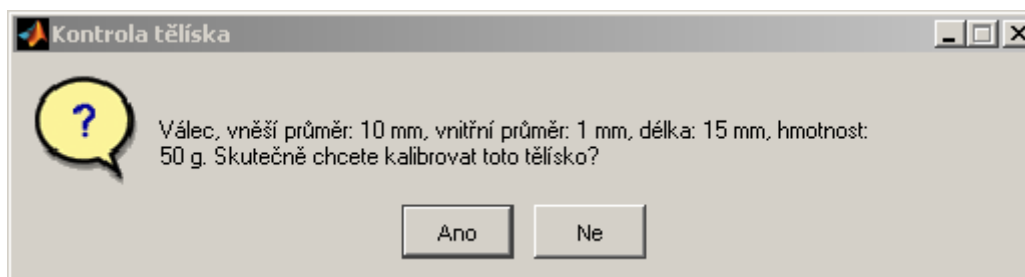 Kontrola tělíska
?
Válec, vněší průměr: 10 mm, vnitřní průměr: 1 mm, délka: 15 mm, hmotnost:
50 g. Skutečně chcete kalibrovat toto tělísko?
Ano
Ne